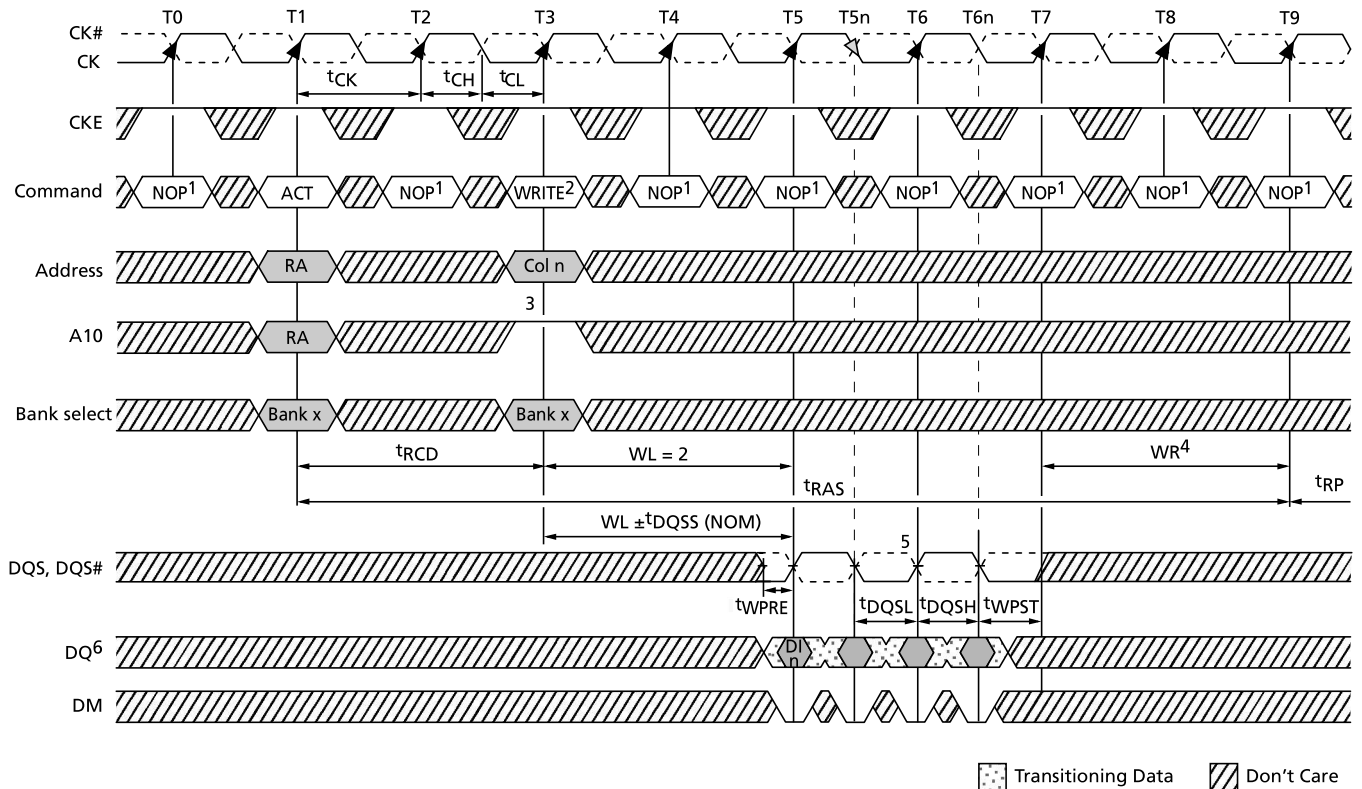 T0 T1 T2 T3 T4 T5 T5n T6 T6n T7 T8 T9
CK#
CK
tCK tCH tCL
CKE
Command NOP1 ACT NOP1 WRITE2 NOP1 NOP1 NOP1 NOP1 NOP1 NOP1
Address RA Col n
3
A10 RA
Bank select Bank x Bank x
tRCD WL = 2 WR4
tRAS tRP
WL ±tDQSS (NOM)
5
DQS, DQS#
tWPRE tDQSL tDQSH tWPST
DQ6 DI
n
DM
Transitioning Data Don't Care